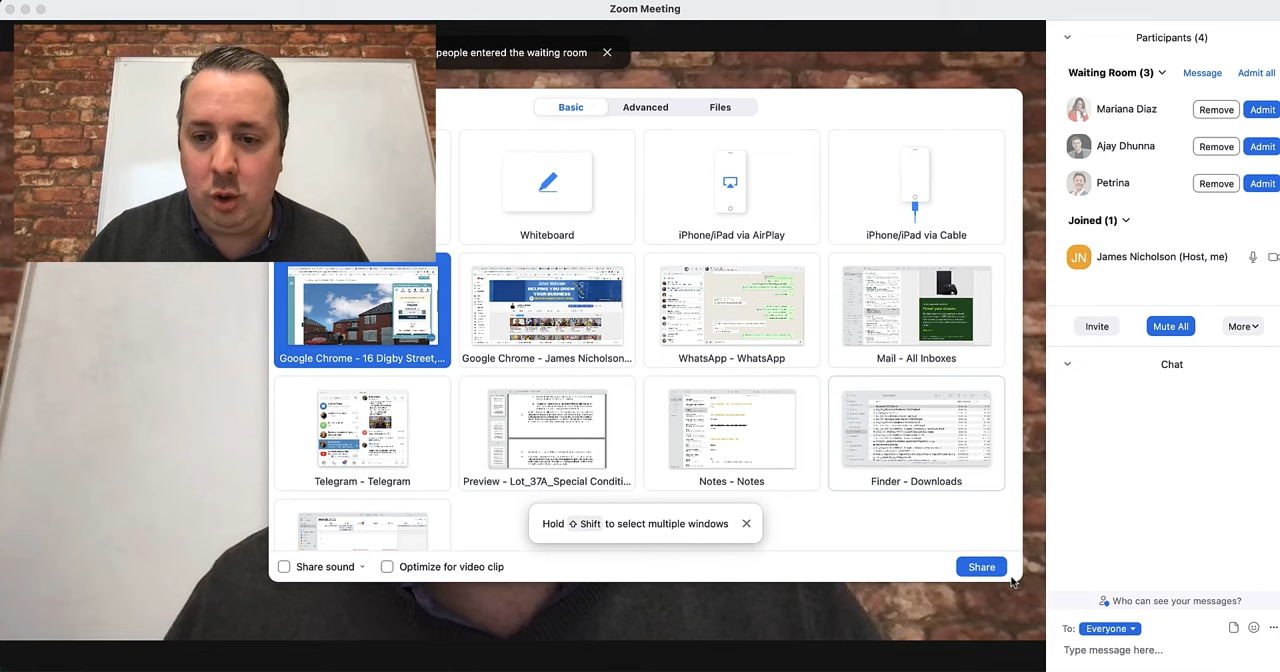 Zoom Meeting
people entered the waiting room
Basic
Advanced
Files
Whiteboard
iPhone/iPad via AirPlay
iPhone/iPad via Cable
Google Chrome - 16 Digby Street,...
Google Chrome - James Nicholson...
WhatsApp - WhatsApp
Mail - All Inboxes
Telegram - Telegram
Preview - Lot_37A_Special Conditi...
Notes - Notes
Finder - Downloads
Hold ⇧ Shift to select multiple windows
Share sound
Optimize for video clip
Share
Participants (4)
Waiting Room (3)
Message
Admit all
Mariana Diaz
Remove
Admit
Ajay Dhunna
Remove
Admit
Petrina
Remove
Admit
Joined (1)
JN
James Nicholson (Host, me)
Invite
Mute All
More
Chat
Who can see your messages?
To: Everyone
Type message here...